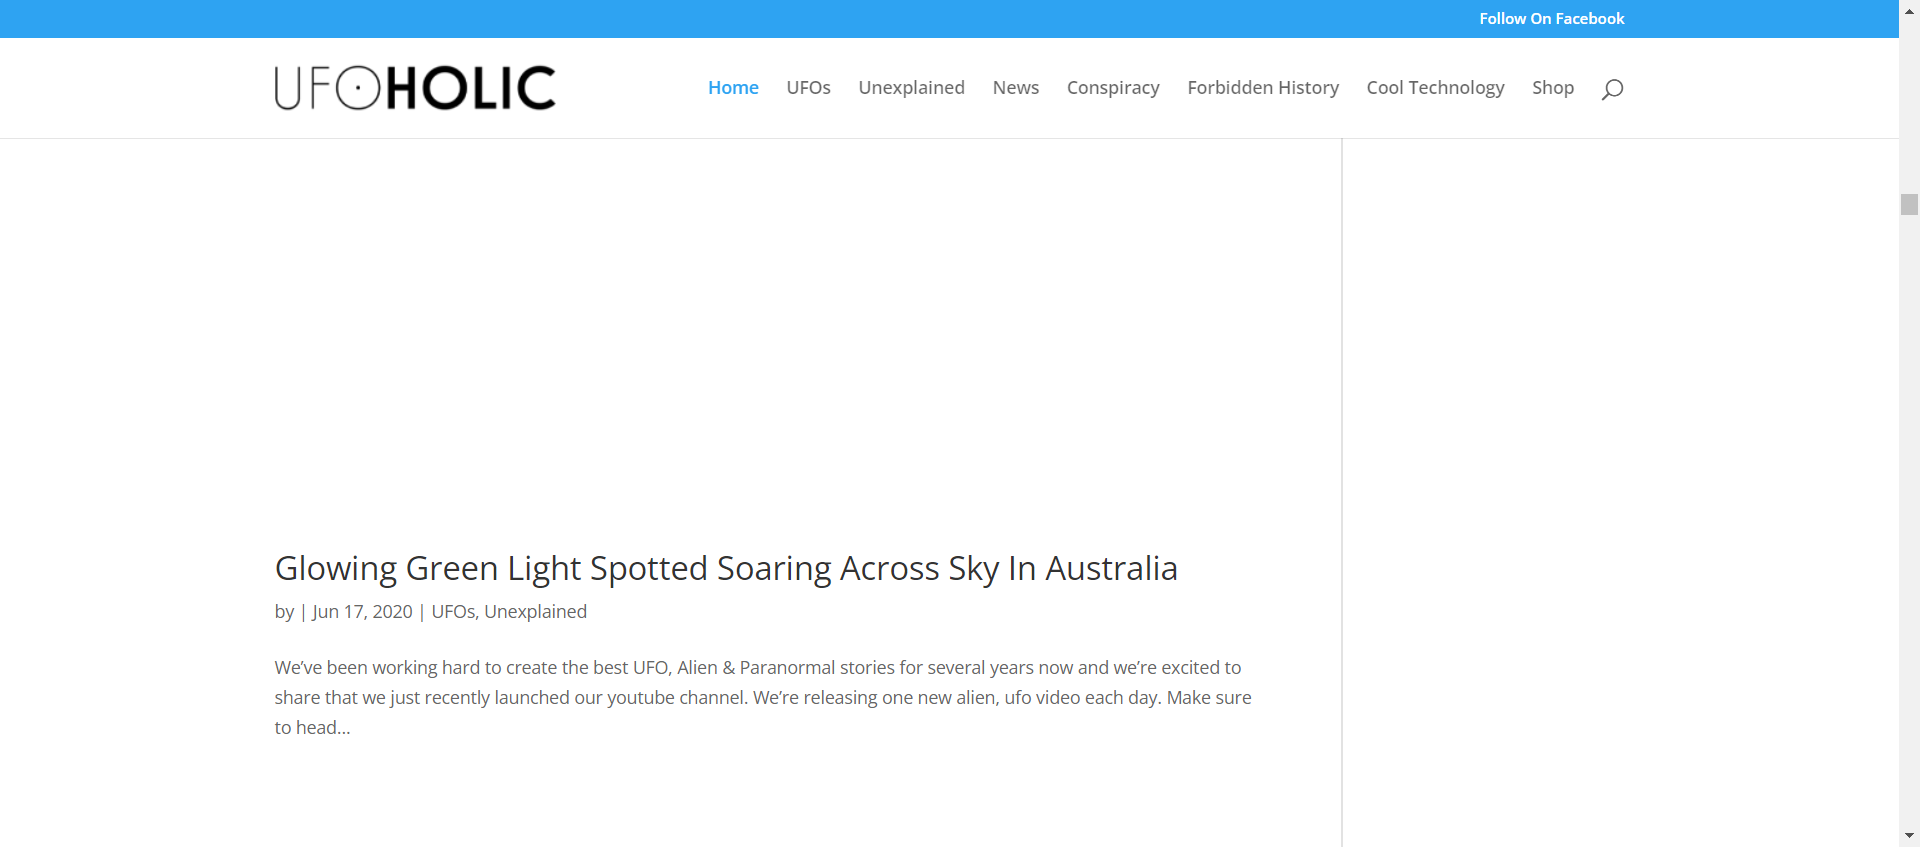 Follow On Facebook
UFOHOLIC
Home UFOs Unexplained News Conspiracy Forbidden History Cool Technology Shop
Glowing Green Light Spotted Soaring Across Sky In Australia
by | Jun 17, 2020 | UFOs, Unexplained
We’ve been working hard to create the best UFO, Alien & Paranormal stories for several years now and we’re excited to
share that we just recently launched our youtube channel. We’re releasing one new alien, ufo video each day. Make sure
to head...